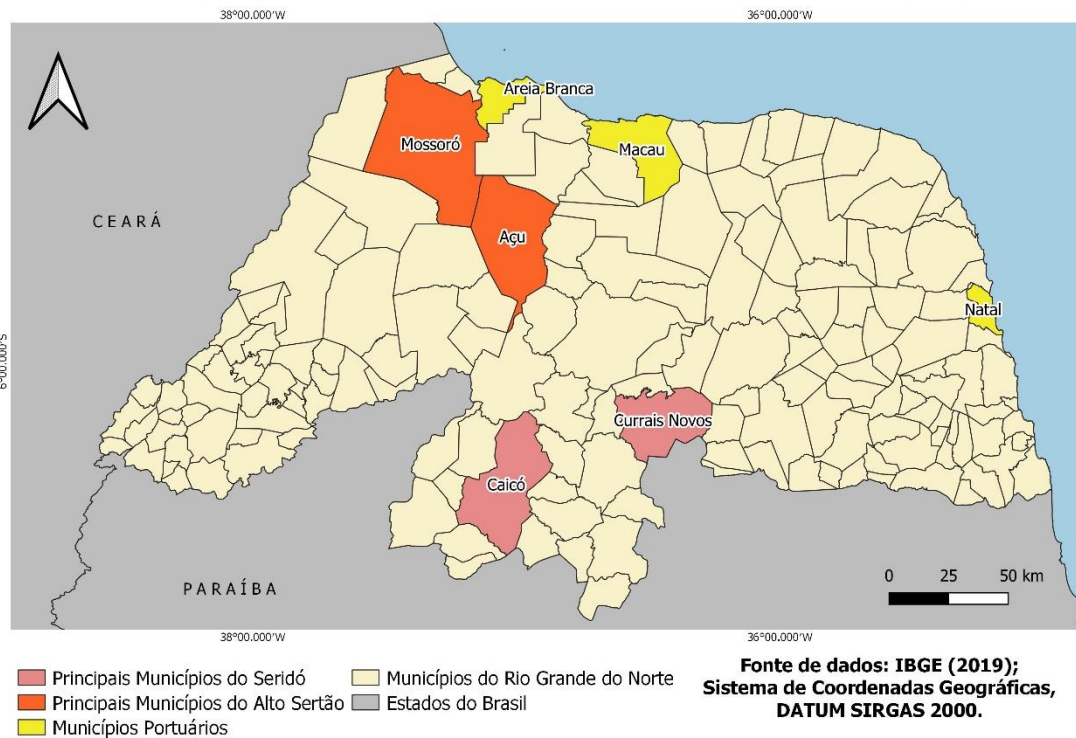 38°00.000'W
36°00.000'W
Areia Branca
Mossoró
Macau
CEARÁ
Açu
Natal
6°00.000'S
Currais Novos
Caicó
PARAÍBA
0 25 50 km
38°00.000'W
36°00.000'W
Principais Municípios do Seridó
Principais Municípios do Alto Sertão
Municípios Portuários
Municípios do Rio Grande do Norte
Estados do Brasil
Fonte de dados: IBGE (2019);
Sistema de Coordenadas Geográficas,
DATUM SIRGAS 2000.